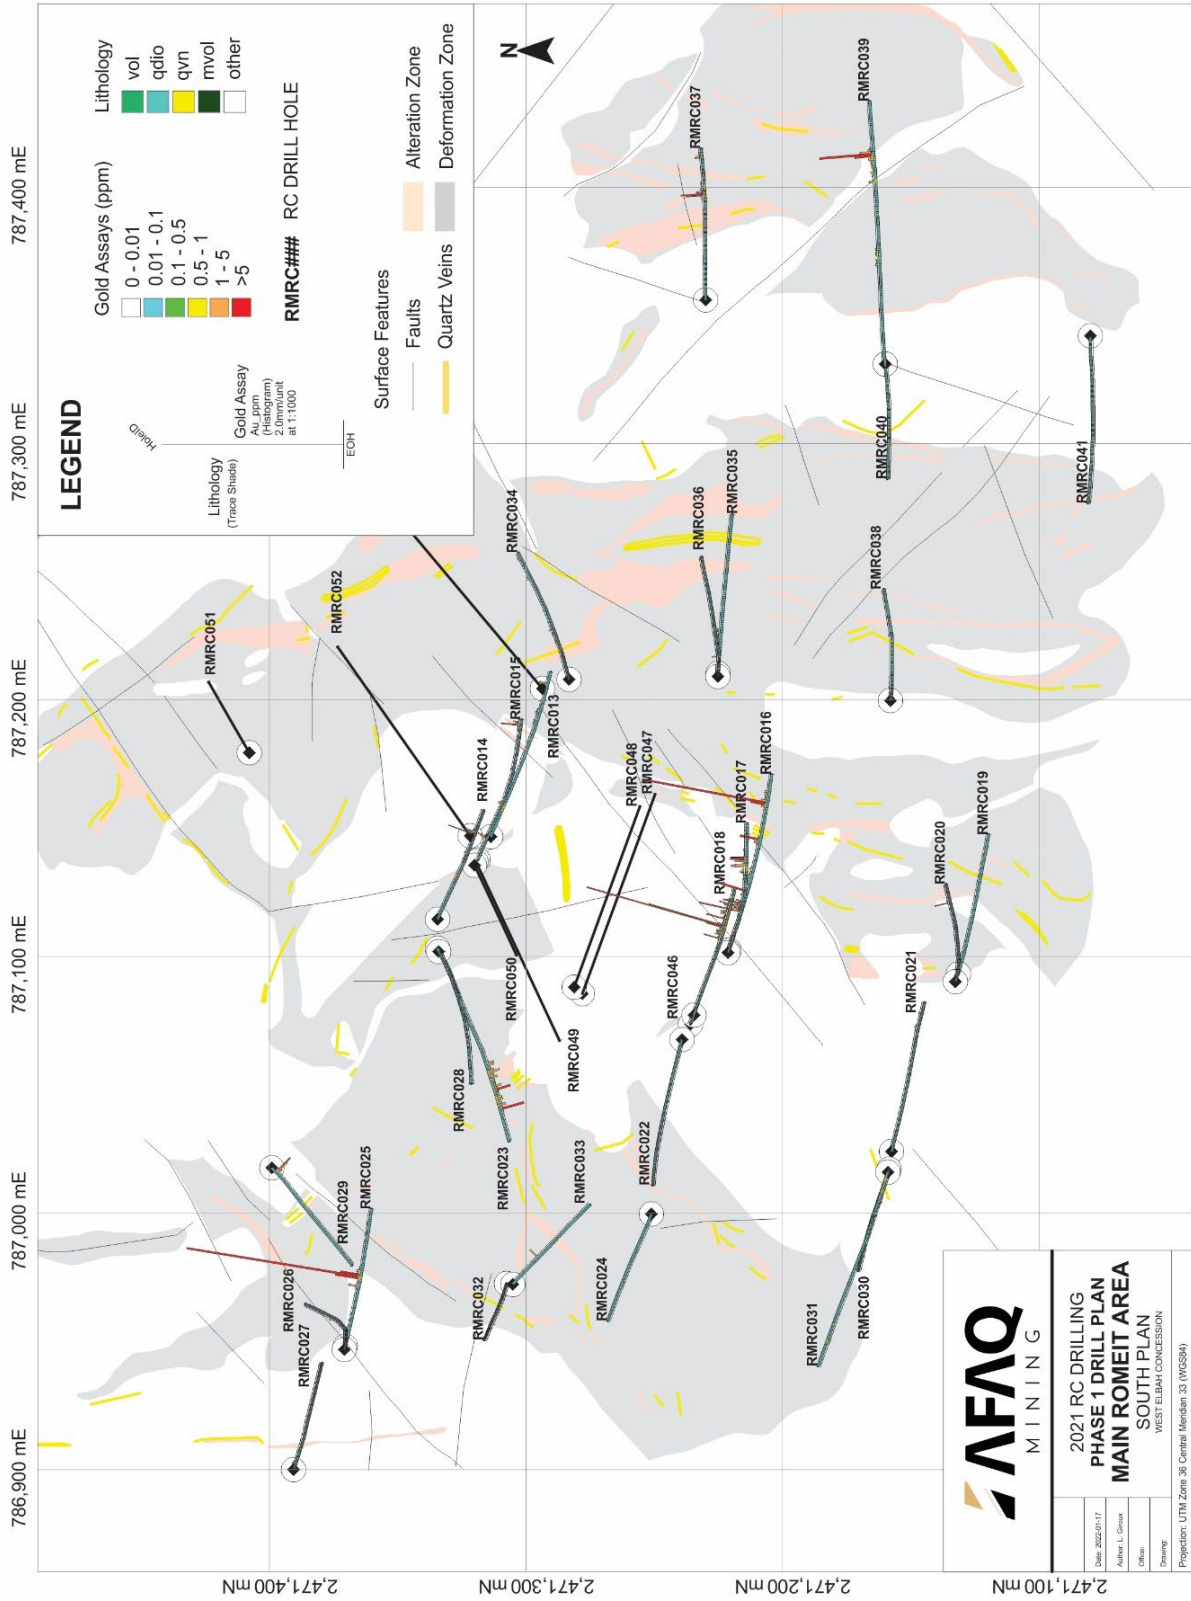 786,900 mE
787,000 mE
787,100 mE
787,200 mE
787,300 mE
787,400 mE
2,471,400 mN
2,471,300 mN
2,471,200 mN
2,471,100 mN
LEGEND
HoleID
Lithology
(Trace Shade)
Gold Assay
Au_ppm
(Histogram)
2.0mm/unit
at 1:1000
EOH
Gold Assays (ppm)
0 - 0.01
0.01 - 0.1
0.1 - 0.5
0.5 - 1
1 - 5
>5
Lithology
vol
qdio
qvn
mvol
other
RMRC### RC DRILL HOLE
Surface Features
Faults
Quartz Veins
Alteration Zone
Deformation Zone
N
RMRC051
RMRC052
RMRC034
RMRC015
RMRC013
RMRC014
RMRC048
RMRC047
RMRC016
RMRC017
RMRC018
RMRC036
RMRC035
RMRC037
RMRC039
RMRC040
RMRC041
RMRC038
RMRC019
RMRC020
RMRC021
RMRC046
RMRC050
RMRC049
RMRC028
RMRC023
RMRC022
RMRC033
RMRC032
RMRC024
RMRC025
RMRC029
RMRC026
RMRC027
RMRC031
RMRC030
AFAQ
MINING
2021 RC DRILLING
PHASE 1 DRILL PLAN
MAIN ROMEIT AREA
SOUTH PLAN
WEST ELBAH CONCESSION
Date: 2022-01-17
Author: L. Giroux
Office:
Drawing:
Projection: UTM Zone 36 Central Meridian 33 (WGS84)